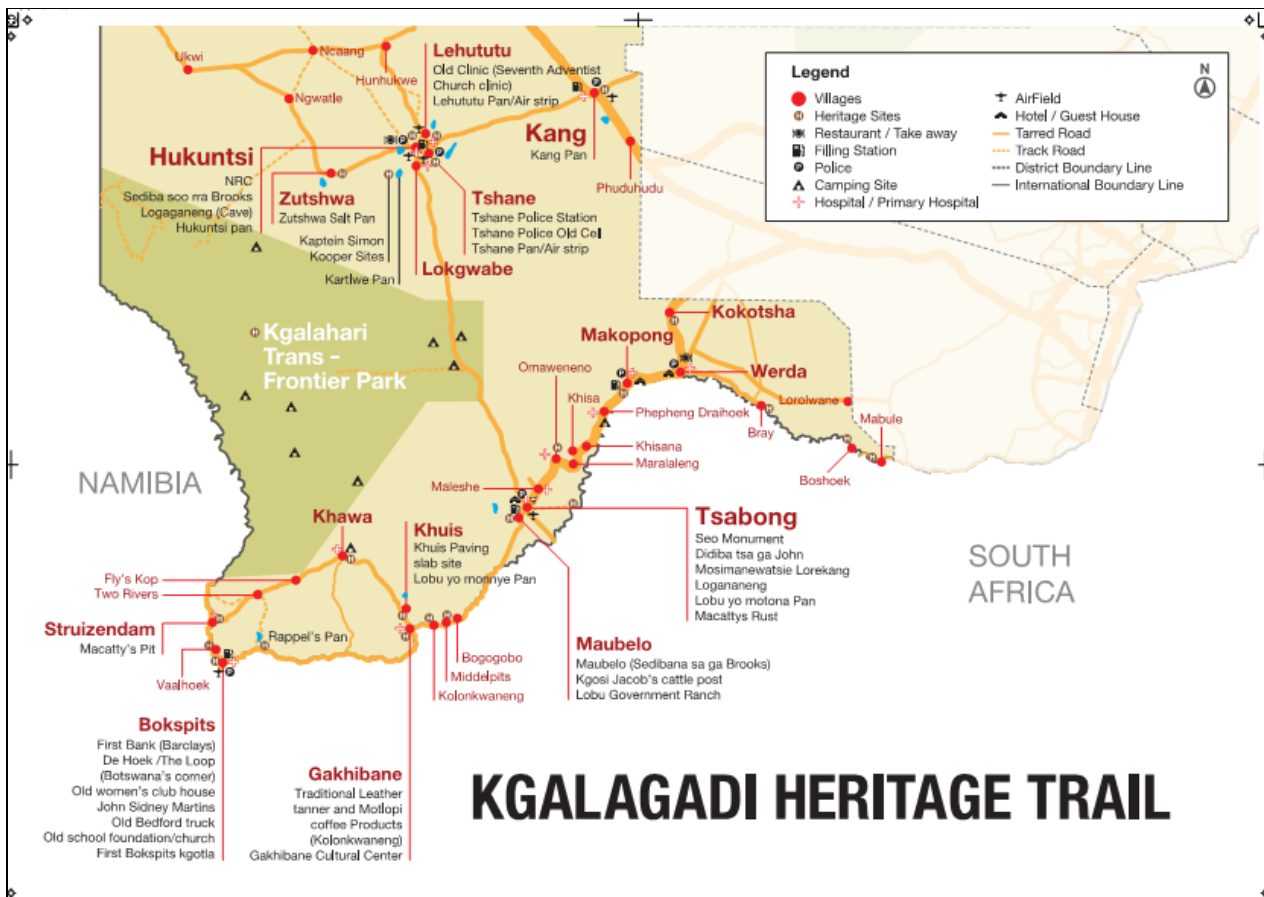 Ukwi
Ncaang
Hunhukwe
Ngwatle
Lehututu
Old Clinic (Seventh Adventist
Church clinic)
Lehututu Pan/Air strip
Kang
Kang Pan
Phuduhudu
Legend
Villages
Heritage Sites
Restaurant / Take away
Filling Station
Police
Camping Site
Hospital / Primary Hospital
AirField
Hotel / Guest House
Tarred Road
Track Road
District Boundary Line
International Boundary Line
N
Hukuntsi
NRC
Sediba soo rra Brooks
Logaganeng (Cave)
Hukuntsi pan
Zutshwa
Zutshwa Salt Pan
Kaptein Simon
Kooper Sites
Kartlwe Pan
Tshane
Tshane Police Station
Tshane Police Old Cell
Tshane Pan/Air strip
Lokgwabe
Kgalahari
Trans –
Frontier Park
Kokotsha
Makopong
Werda
Omaweneno
Khisa
Phepheng Draihoek
Khisana
Maralaleng
Lorolwane
Bray
Mabule
Boshoek
NAMIBIA
Maleshe
Tsabong
Seo Monument
Didiba tsa ga John
Mosimanewatsie Lorekang
Logananeng
Lobu yo motona Pan
Macattys Rust
SOUTH
AFRICA
Khawa
Khuis
Khuis Paving
slab site
Lobu yo monnye Pan
Fly's Kop
Two Rivers
Struizendam
Macatty's Pit
Rappel's Pan
Vaalhoek
Bogogobo
Middelpits
Kolonkwaneng
Maubelo
Maubelo (Sedibana sa ga Brooks)
Kgosi Jacob's cattle post
Lobu Government Ranch
Bokspits
First Bank (Barclays)
De Hoek /The Loop
(Botswana's corner)
Old women's club house
John Sidney Martins
Old Bedford truck
Old school foundation/church
First Bokspits kgotla
Gakhibane
Traditional Leather
tanner and Motlopi
coffee Products
(Kolonkwaneng)
Gakhibane Cultural Center
KGALAGADI HERITAGE TRAIL